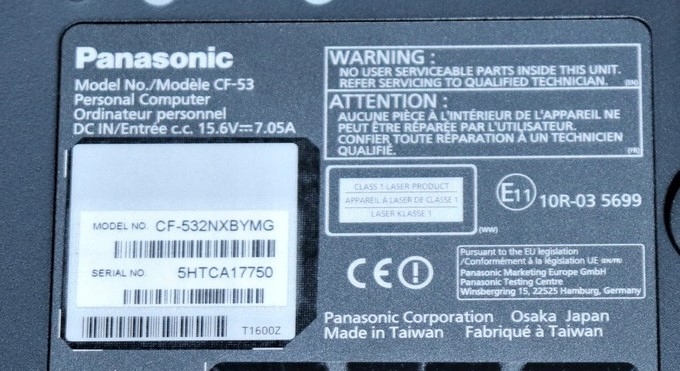 Panasonic
Model No./Modèle CF-53
Personal Computer
Ordinateur personnel
DC IN/Entrée c.c. 15.6V⎓7.05A
MODEL NO. CF-532NXBYMG
SERIAL NO. 5HTCA17750
T1600Z
WARNING :
NO USER SERVICEABLE PARTS INSIDE THIS UNIT.
REFER SERVICING TO QUALIFIED TECHNICIAN. (EN)
ATTENTION :
AUCUNE PIÈCE À L'INTÉRIEUR DE L'APPAREIL NE
PEUT ÊTRE RÉPARÉE PAR L'UTILISATEUR.
CONFIER TOUTE RÉPARATION À UN TECHNICIEN
QUALIFIÉ. (FR)
CLASS 1 LASER PRODUCT
APPAREIL À LASER DE CLASSE 1
LASER KLASSE 1
(WW)
E11 10R-03 5699
CE
Pursuant to the EU legislation
/Conformément à la législation UE (EN/FR)
Panasonic Marketing Europe GmbH
Panasonic Testing Centre
Winsbergring 15, 22525 Hamburg, Germany
Panasonic Corporation Osaka Japan
Made in Taiwan Fabriqué à Taiwan